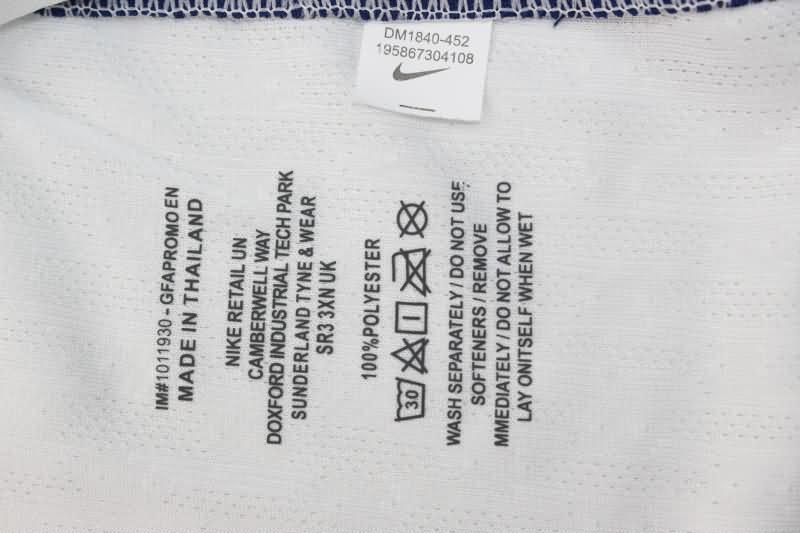 DM1840-452
195867304108
IM#1011930 - GFAPROMO EN
MADE IN THAILAND
NIKE RETAIL UN
CAMBERWELL WAY
DOXFORD INDUSTRIAL TECH PARK
SUNDERLAND TYNE & WEAR
SR3 3XN UK
100%POLYESTER
30
WASH SEPARATELY / DO NOT USE
SOFTENERS / REMOVE
MMEDIATELY / DO NOT ALLOW TO
LAY ONITSELF WHEN WET